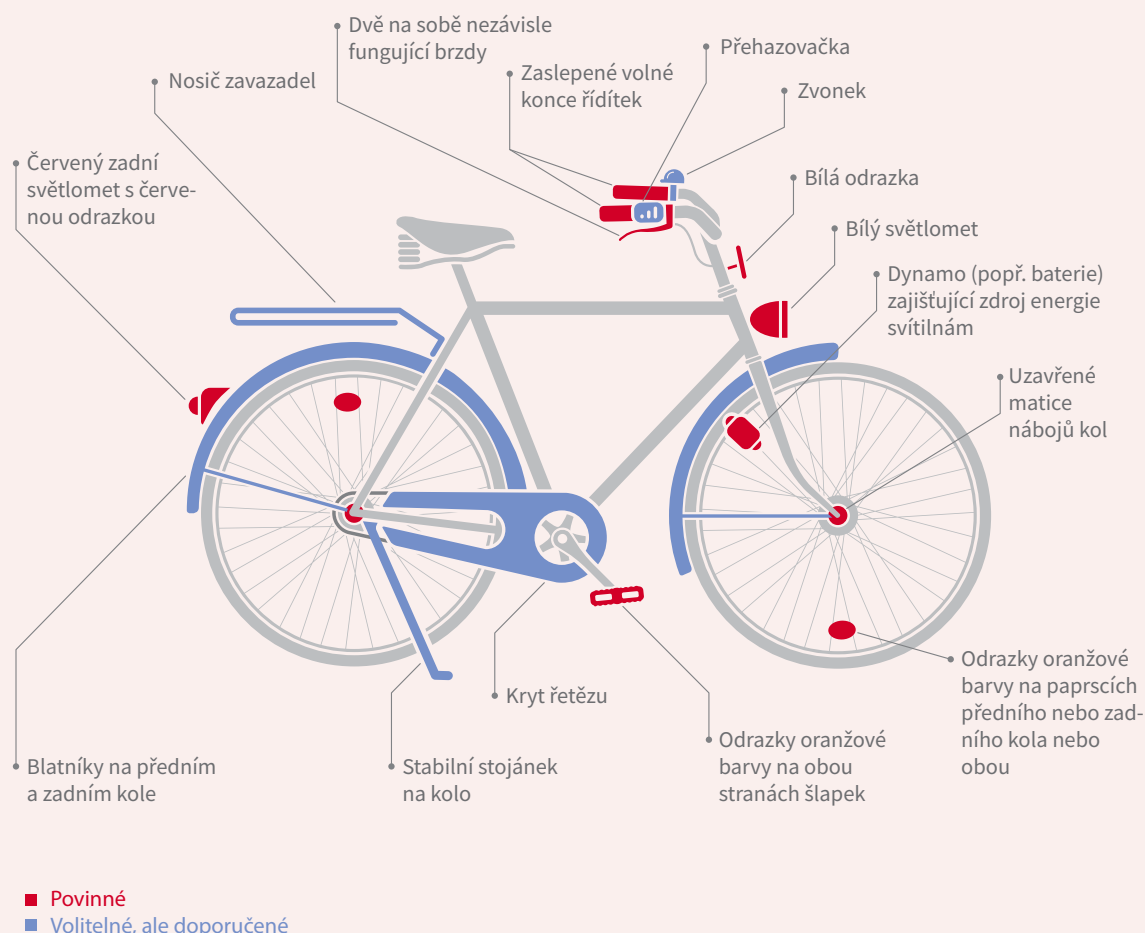 Dvě na sobě nezávisle
fungující brzdy
Přehazovačka
Nosič zavazadel
Zaslepené volné
konce řídítek
Zvonek
Červený zadní
světlomet s červe-
nou odrazkou
Bílá odrazka
Bílý světlomet
Dynamo (popř. baterie)
zajišťující zdroj energie
svítilnám
Uzavřené
matice
nábojů kol
Odrazky oranžové
barvy na paprscích
předního nebo zad-
ního kola nebo
obou
Kryt řetězu
Odrazky oranžové
barvy na obou
stranách šlapek
Blatníky na předním
a zadním kole
Stabilní stojánek
na kolo
Povinné
Volitelné, ale doporučené